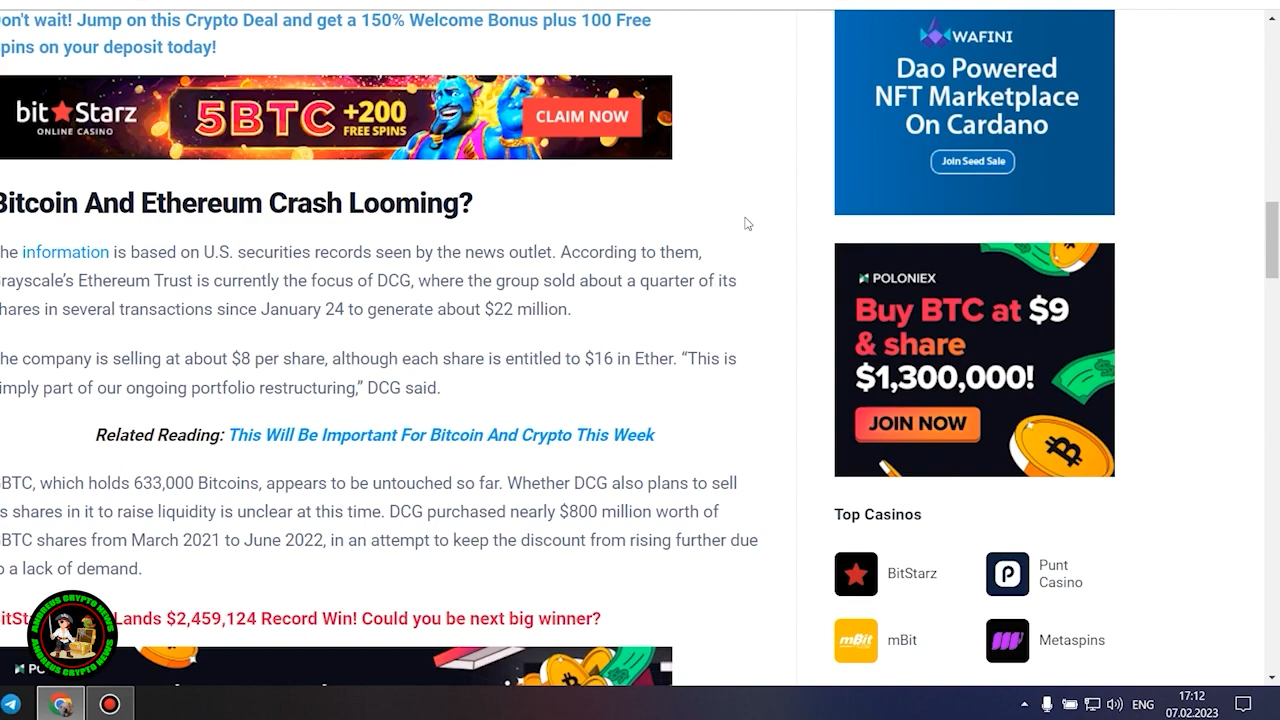 on't wait! Jump on this Crypto Deal and get a 150% Welcome Bonus plus 100 Free
pins on your deposit today!
bit Starz
ONLINE CASINO
5BTC +200
FREE SPINS
CLAIM NOW
Bitcoin And Ethereum Crash Looming?
he information is based on U.S. securities records seen by the news outlet. According to them,
rayscale's Ethereum Trust is currently the focus of DCG, where the group sold about a quarter of its
hares in several transactions since January 24 to generate about $22 million.
he company is selling at about $8 per share, although each share is entitled to $16 in Ether. “This is
imply part of our ongoing portfolio restructuring,” DCG said.
Related Reading: This Will Be Important For Bitcoin And Crypto This Week
BTC, which holds 633,000 Bitcoins, appears to be untouched so far. Whether DCG also plans to sell
s shares in it to raise liquidity is unclear at this time. DCG purchased nearly $800 million worth of
BTC shares from March 2021 to June 2022, in an attempt to keep the discount from rising further due
o a lack of demand.
itSt Lands $2,459,124 Record Win! Could you be next big winner?
ANDREUS CRYPTO NEWS
ANDREUS CRYPTO NEWS
WAFINI
Dao Powered
NFT Marketplace
On Cardano
Join Seed Sale
POLONIEX
Buy BTC at $9
& share
$1,300,000!
JOIN NOW
Top Casinos
BitStarz
Punt
Casino
mBit
mBit
Metaspins
ENG
17:12
07.02.2023